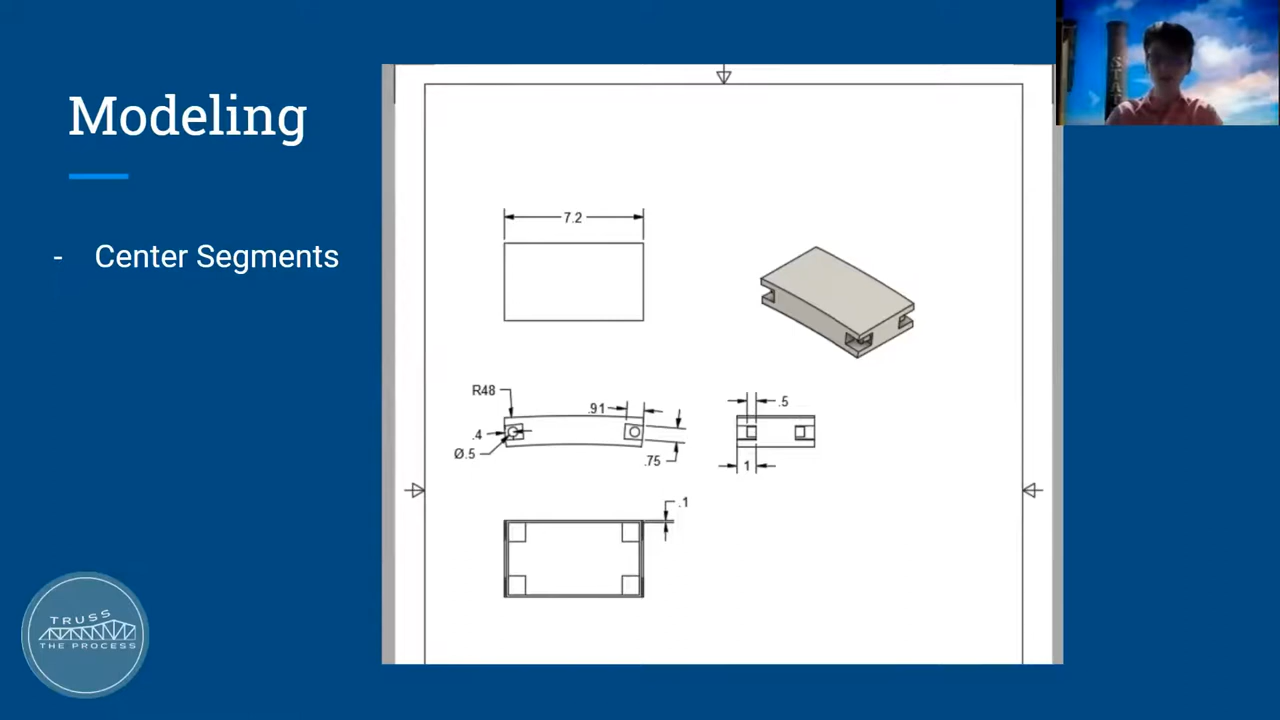 Modeling
- Center Segments
7.2
R48
.91
.4
Ø.5
.75
.5
1
.1
TRUSS
THE PROCESS